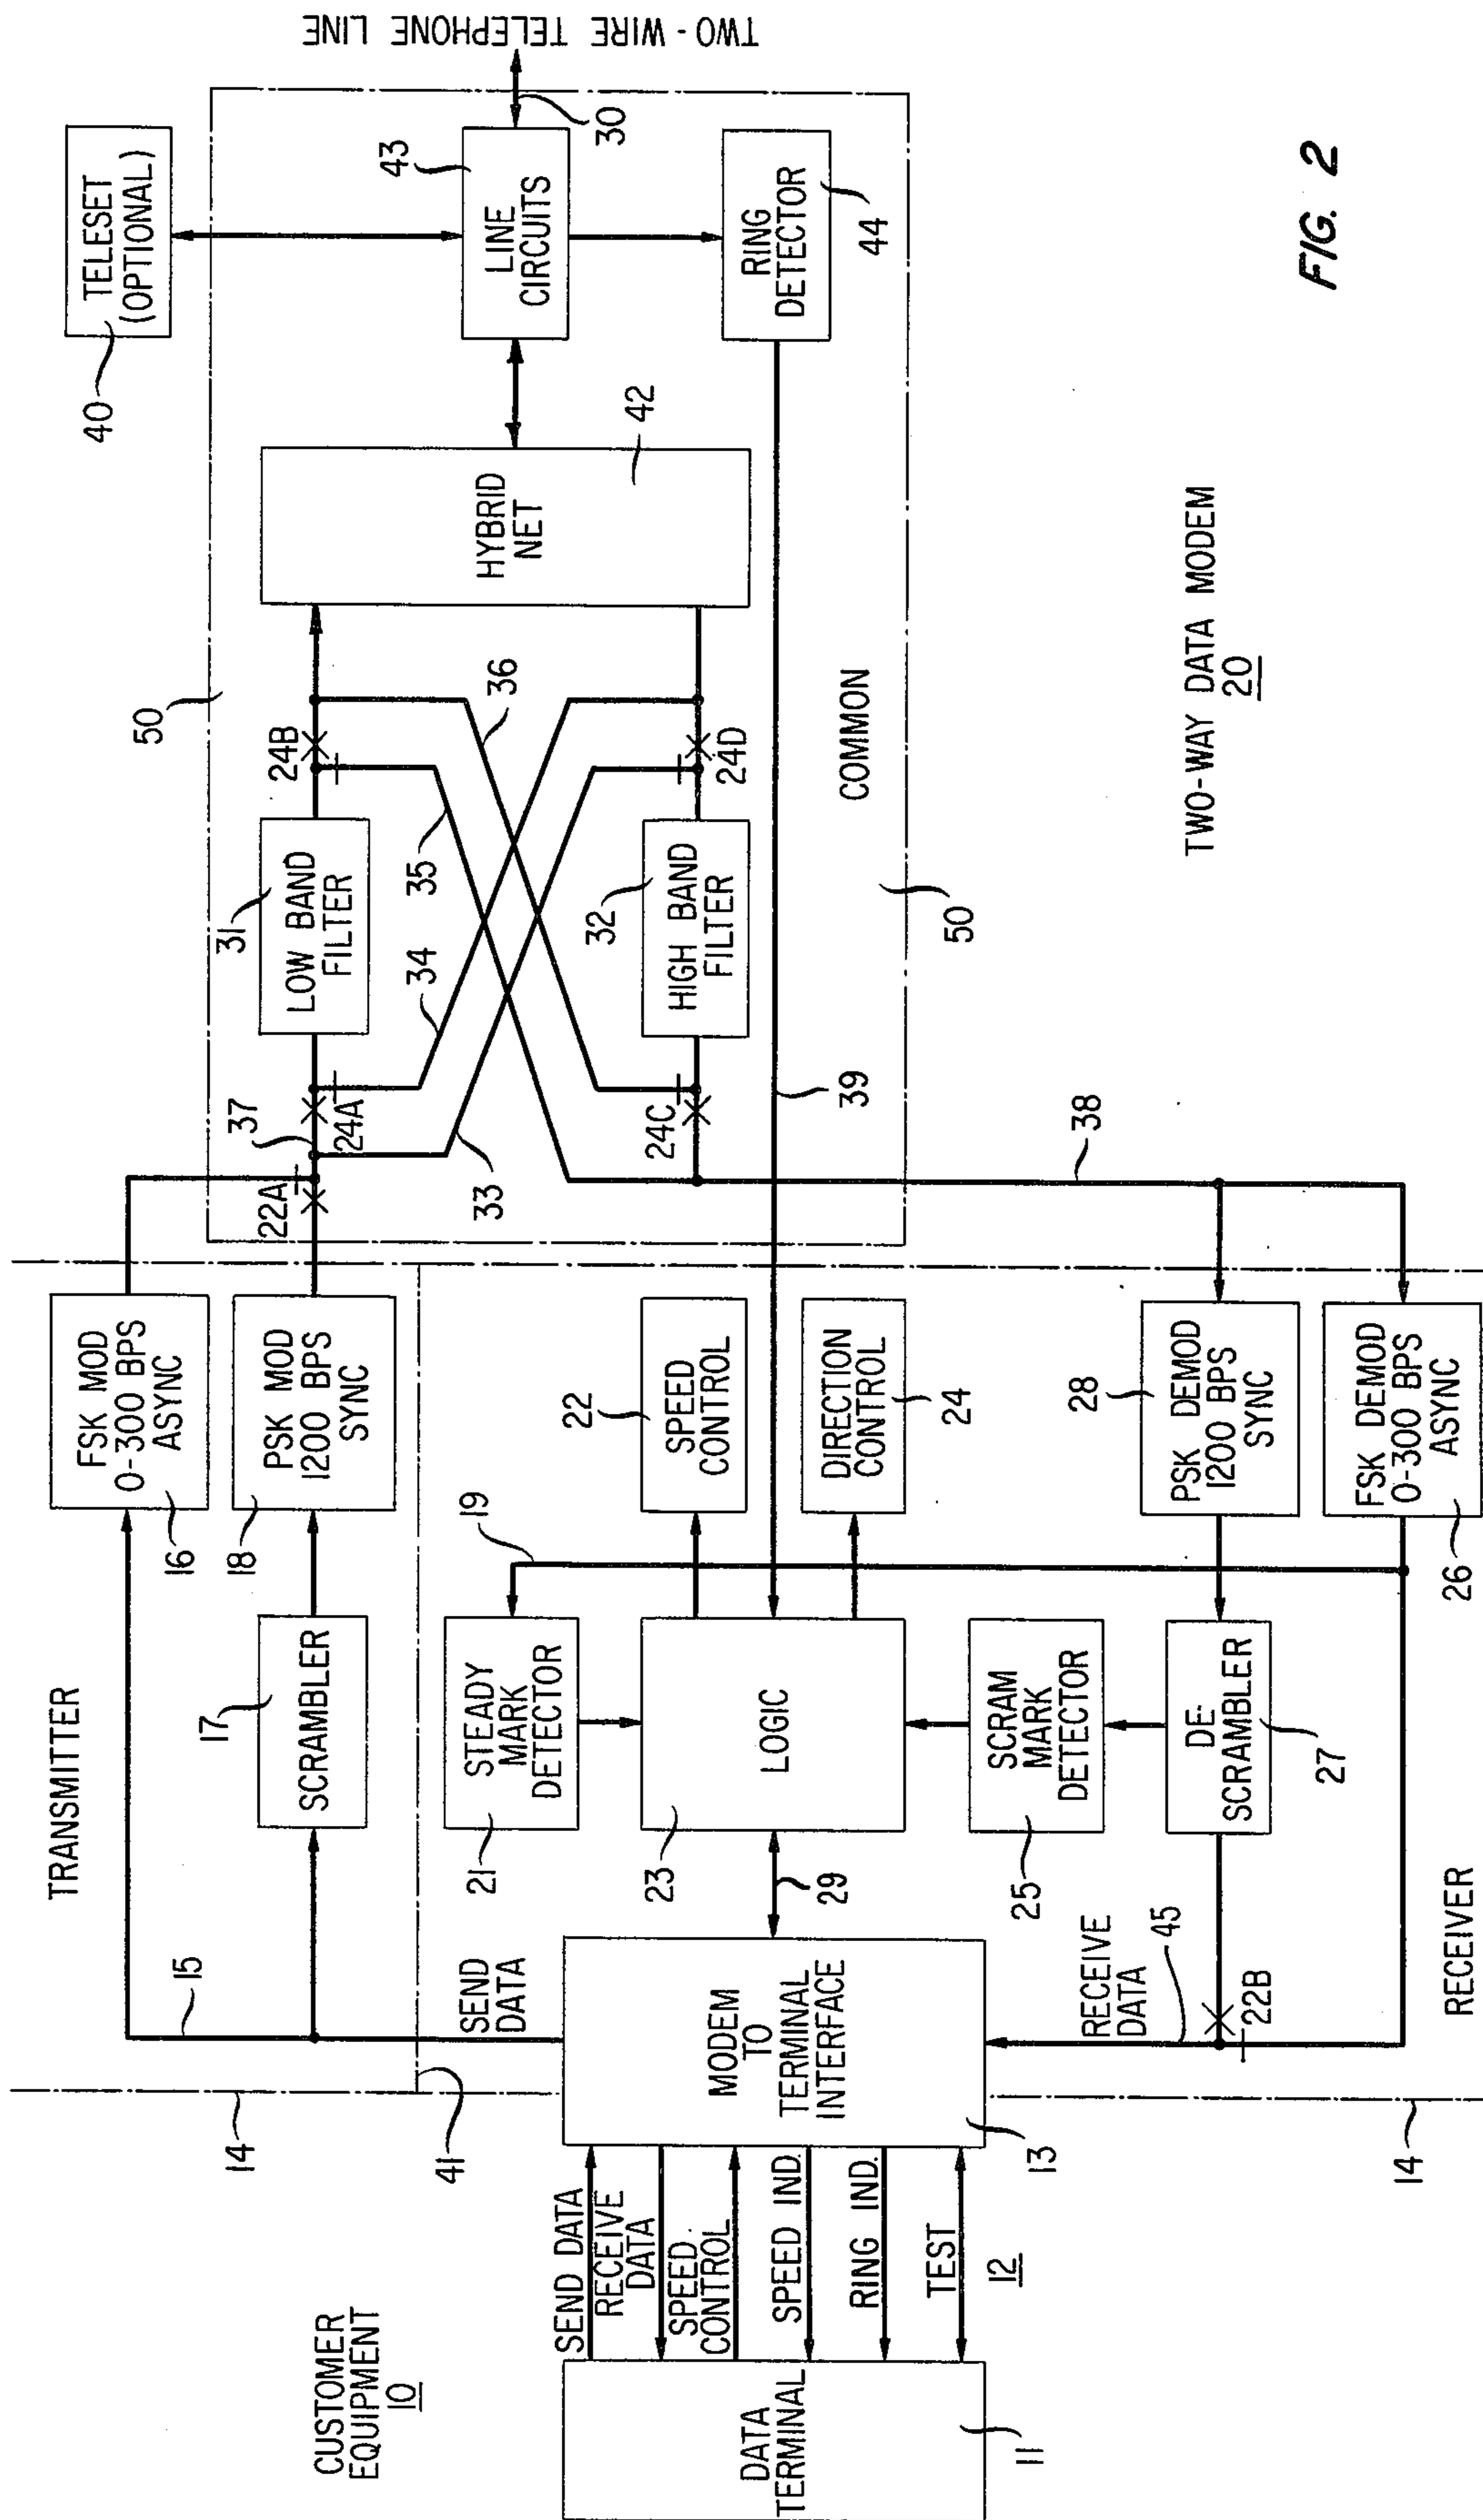 CUSTOMER
EQUIPMENT
10
DATA
TERMINAL
11
SEND DATA
RECEIVE
DATA
SPEED
CONTROL
SPEED IND.
RING IND.
TEST
12
MODEM
TO
TERMINAL
INTERFACE
13
14
41
14
TRANSMITTER
15
SEND
DATA
SCRAMBLER
17
FSK MOD
0-300 BPS
ASYNC
16
PSK MOD
1200 BPS
SYNC
18
STEADY
MARK
DETECTOR
21
19
LOGIC
23
29
SPEED
CONTROL
22
DIRECTION
CONTROL
24
SCRAM
MARK
DETECTOR
25
DE-
SCRAMBLER
27
RECEIVE
DATA
45
22B
RECEIVER
PSK DEMOD
1200 BPS
SYNC
28
FSK DEMOD
0-300 BPS
ASYNC
26
22A
37
24A
33
34
24C
38
39
LOW BAND
FILTER
31
HIGH BAND
FILTER
32
35
36
24B
24D
50
COMMON
50
HYBRID
NET
42
LINE
CIRCUITS
43
RING
DETECTOR
44
TELESET
(OPTIONAL)
40
30
TWO-WIRE TELEPHONE LINE
TWO-WAY DATA MODEM
20
FIG. 2